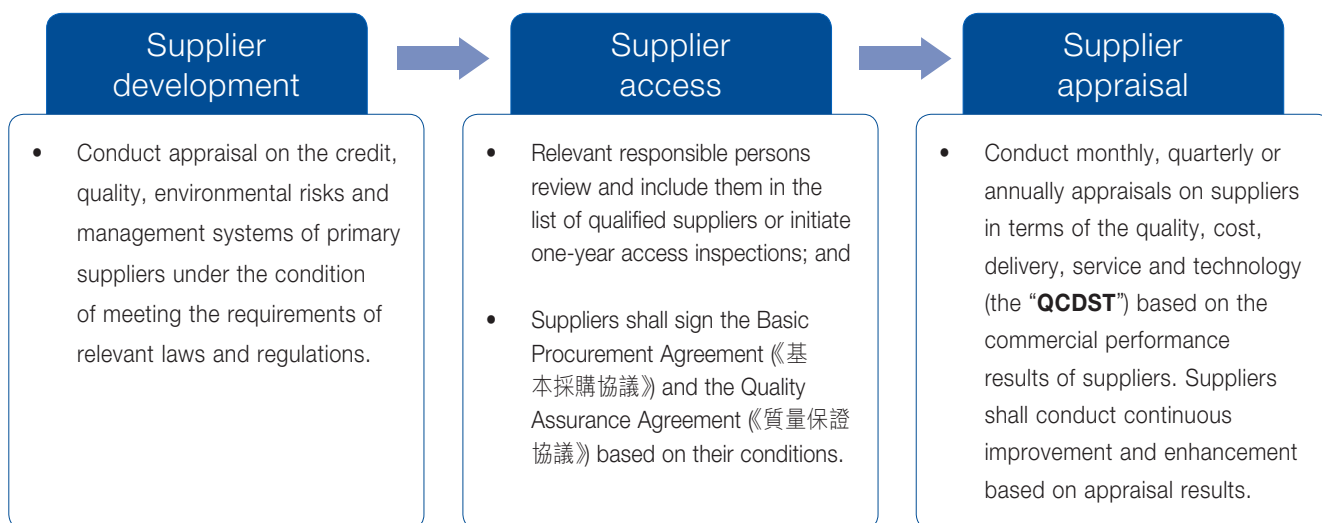 Supplier
development
• Conduct appraisal on the credit,
quality, environmental risks and
management systems of primary
suppliers under the condition
of meeting the requirements of
relevant laws and regulations.
Supplier
access
• Relevant responsible persons
review and include them in the
list of qualified suppliers or initiate
one-year access inspections; and
• Suppliers shall sign the Basic
Procurement Agreement (《基
本採購協議》) and the Quality
Assurance Agreement (《質量保證
協議》) based on their conditions.
Supplier
appraisal
• Conduct monthly, quarterly or
annually appraisals on suppliers
in terms of the quality, cost,
delivery, service and technology
(the “QCDST”) based on the
commercial performance
results of suppliers. Suppliers
shall conduct continuous
improvement and enhancement
based on appraisal results.